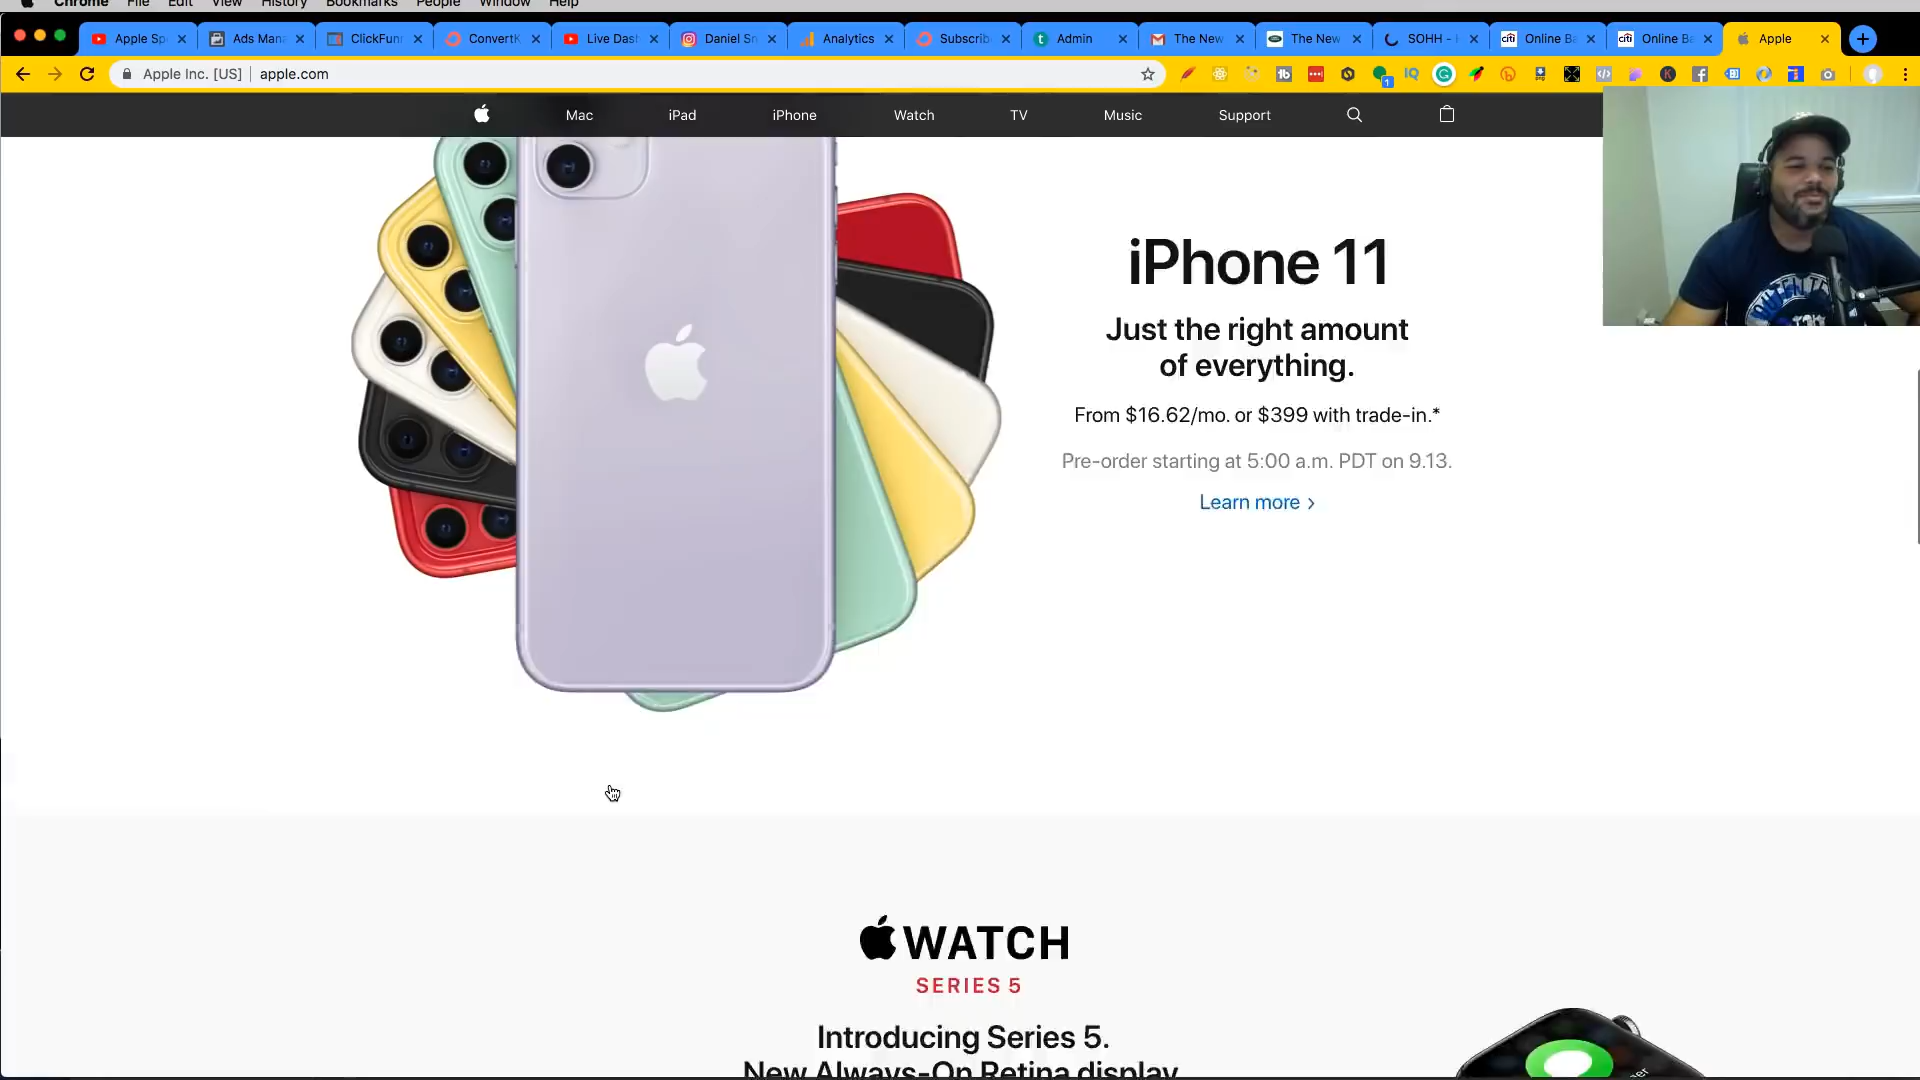 Chrome File Edit View History Bookmarks People Window Help
Apple Sp Ads Mana ClickFun ConvertK Live Das Daniel Sn Analytics Subscrib Admin The New The New SOHH - Online Ba Online Ba Apple
Apple Inc. [US] apple.com
Mac iPad iPhone Watch TV Music Support
iPhone 11
Just the right amount
of everything.
From $16.62/mo. or $399 with trade-in.*
Pre-order starting at 5:00 a.m. PDT on 9.13.
Learn more >
WATCH
SERIES 5
Introducing Series 5.
New Always-On Retina display